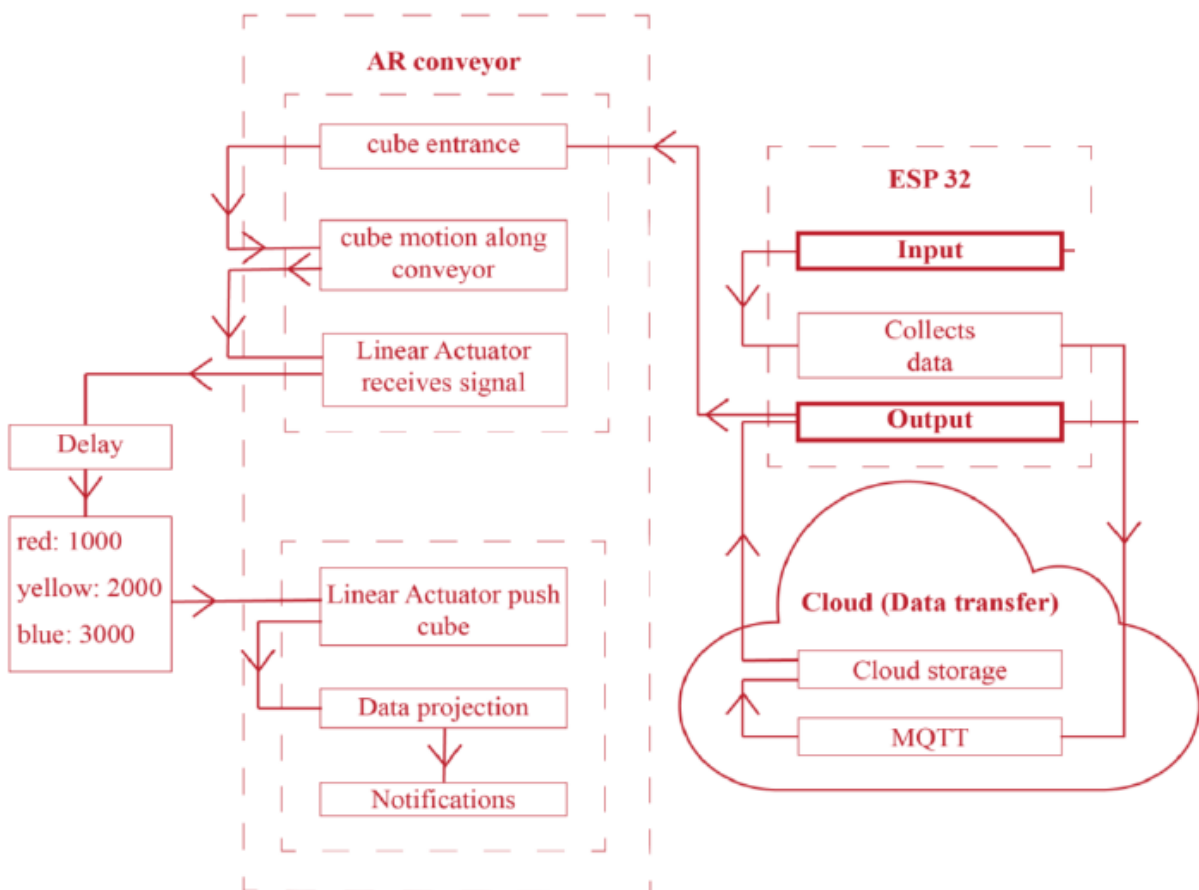 AR conveyor
cube entrance
cube motion along
conveyor
Linear Actuator
receives signal
Delay
red: 1000
yellow: 2000
blue: 3000
Linear Actuator push
cube
Data projection
Notifications
ESP 32
Input
Collects
data
Output
Cloud (Data transfer)
Cloud storage
MQTT